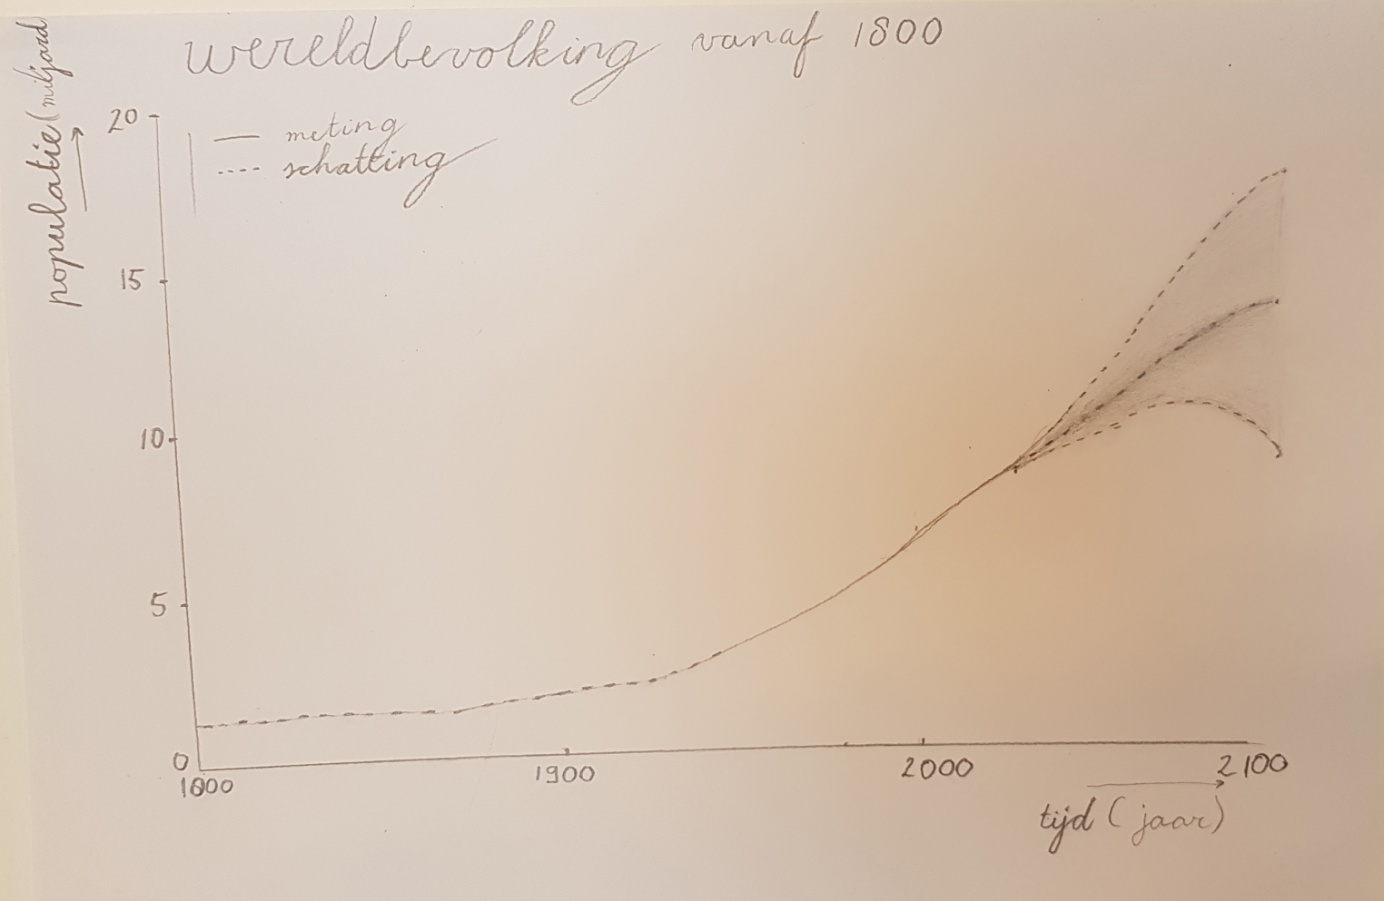 wereldbevolking vanaf 1800
populatie (miljard
meting
schatting
20
15
10
5
0
1800
1900
2000
2100
tijd (jaar)